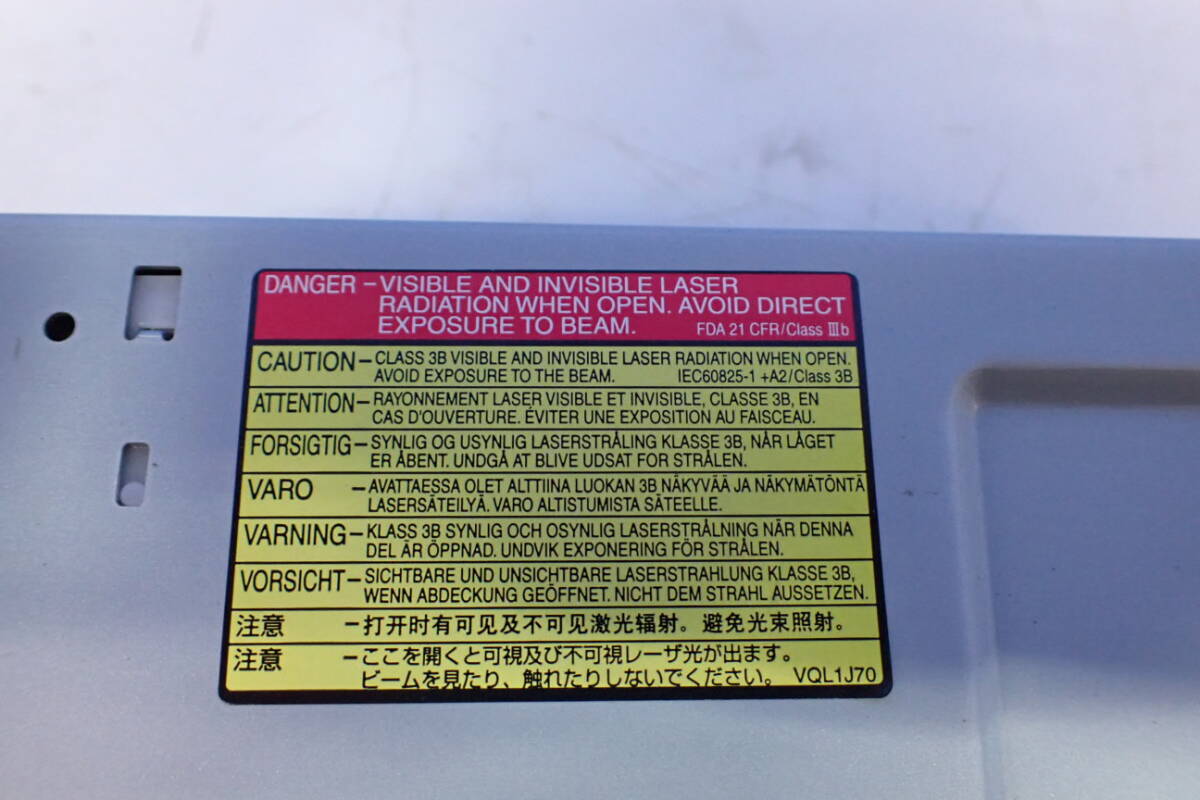 DANGER - VISIBLE AND INVISIBLE LASER
RADIATION WHEN OPEN. AVOID DIRECT
EXPOSURE TO BEAM. FDA 21 CFR/Class Ⅲb
CAUTION - CLASS 3B VISIBLE AND INVISIBLE LASER RADIATION WHEN OPEN.
AVOID EXPOSURE TO THE BEAM. IEC60825-1 +A2/Class 3B
ATTENTION - RAYONNEMENT LASER VISIBLE ET INVISIBLE, CLASSE 3B, EN
CAS D'OUVERTURE. ÉVITER UNE EXPOSITION AU FAISCEAU.
FORSIGTIG - SYNLIG OG USYNLIG LASERSTRÅLING KLASSE 3B, NÅR LÅGET
ER ÅBENT. UNDGÅ AT BLIVE UDSAT FOR STRÅLEN.
VARO - AVATTAESSA OLET ALTTIINA LUOKAN 3B NÄKYVÄÄ JA NÄKYMÄTÖNTÄ
LASERSÄTEILYÄ. VARO ALTISTUMISTA SÄTEELLE.
VARNING - KLASS 3B SYNLIG OCH OSYNLIG LASERSTRÅLNING NÄR DENNA
DEL ÄR ÖPPNAD. UNDVIK EXPONERING FÖR STRÅLEN.
VORSICHT - SICHTBARE UND UNSICHTBARE LASERSTRAHLUNG KLASSE 3B,
WENN ABDECKUNG GEÖFFNET. NICHT DEM STRAHL AUSSETZEN.
注意 - 打开时有可见及不可见激光辐射。避免光束照射。
注意 - ここを開くと可視及び不可視レーザ光が出ます。
ビームを見たり、触れたりしないでください。 VQL1J70